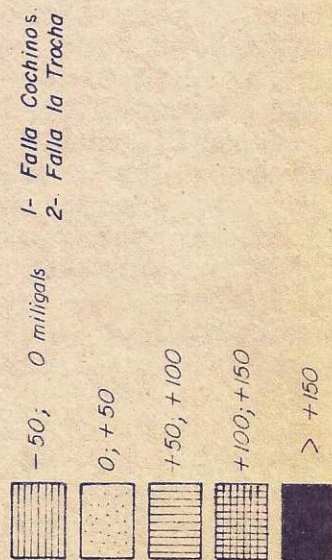 - 50; 0 miligals
0; +50
+50; +100
+100; +150
> +150
1- Falla Cochinos.
2- Falla la Trocha